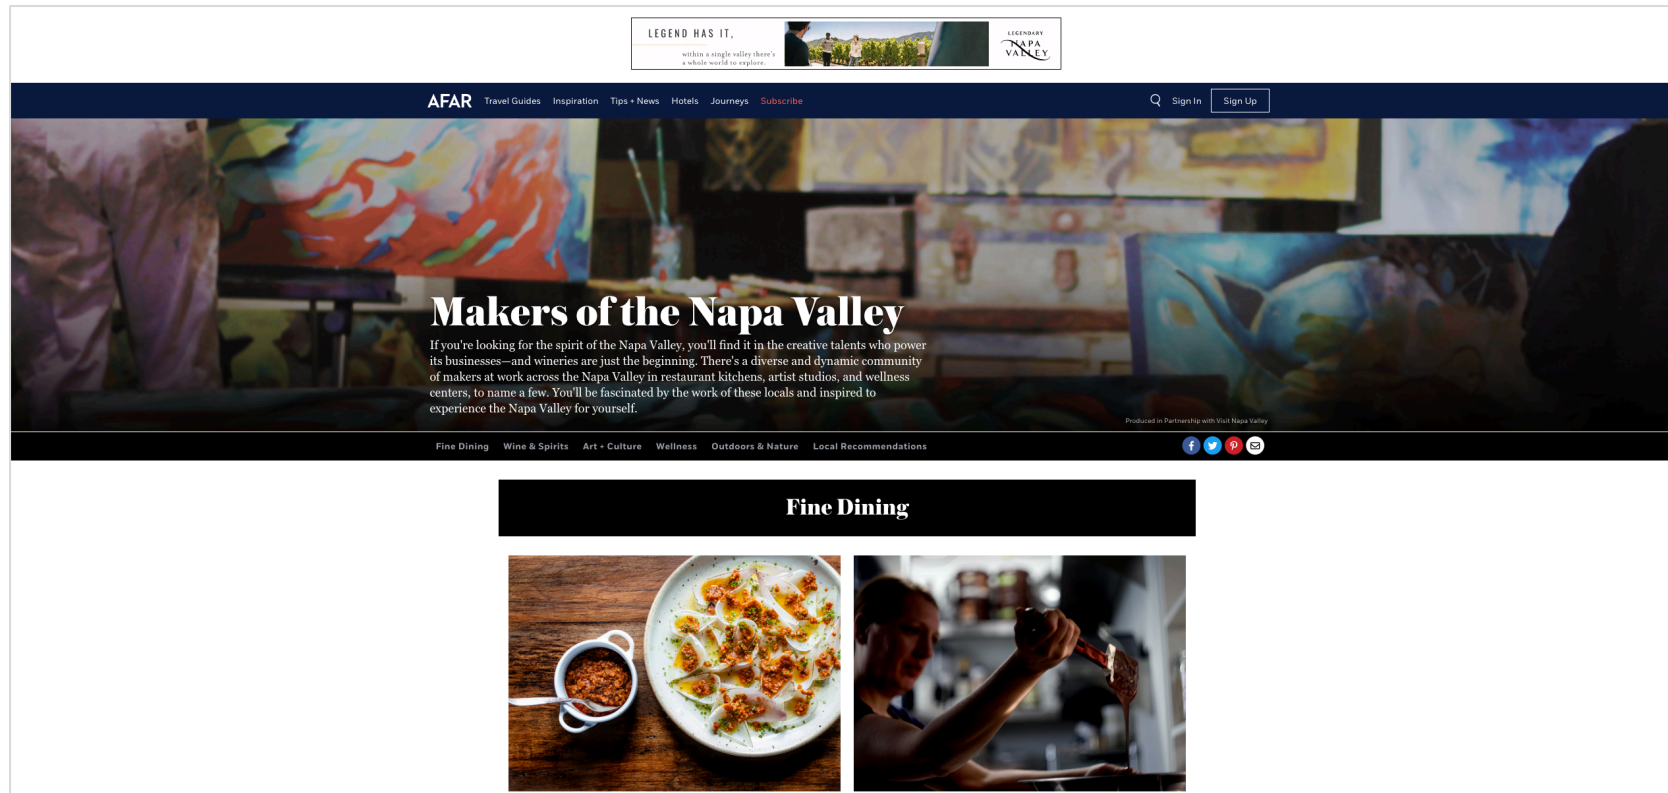 LEGEND HAS IT,
within a single valley there's
a whole world to explore.
LEGENDARY
NAPA
VALLEY
AFAR Travel Guides Inspiration Tips + News Hotels Journeys Subscribe Sign In Sign Up
Makers of the Napa Valley
If you're looking for the spirit of the Napa Valley, you'll find it in the creative talents who power
its businesses—and wineries are just the beginning. There's a diverse and dynamic community
of makers at work across the Napa Valley in restaurant kitchens, artist studios, and wellness
centers, to name a few. You'll be fascinated by the work of these locals and inspired to
experience the Napa Valley for yourself.
Produced in Partnership with Visit Napa Valley
Fine Dining Wine & Spirits Art + Culture Wellness Outdoors & Nature Local Recommendations
Fine Dining